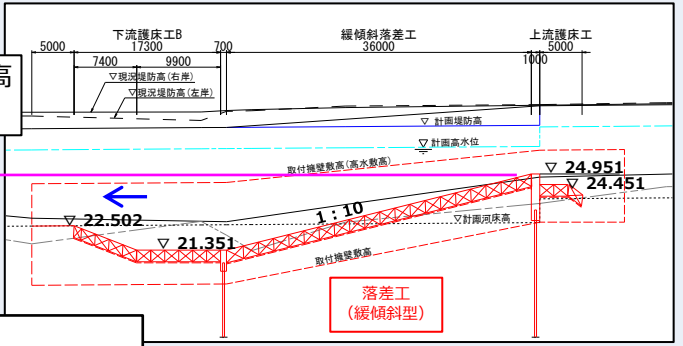 下流護床工B
緩傾斜落差工
上流護床工
5000
17300
700
36000
5000
7400
9900
1000
高
▽現況堤防高(右岸)
▽現況堤防高(左岸)
▽ 計画堤防高
▽計画高水位
取付擁壁敷高(高水敷高)
▽ 24.951
▽ 24.451
▽ 22.502
1：10
▽計画河床高
▽ 21.351
取付擁壁敷高
落差工
（緩傾斜型）